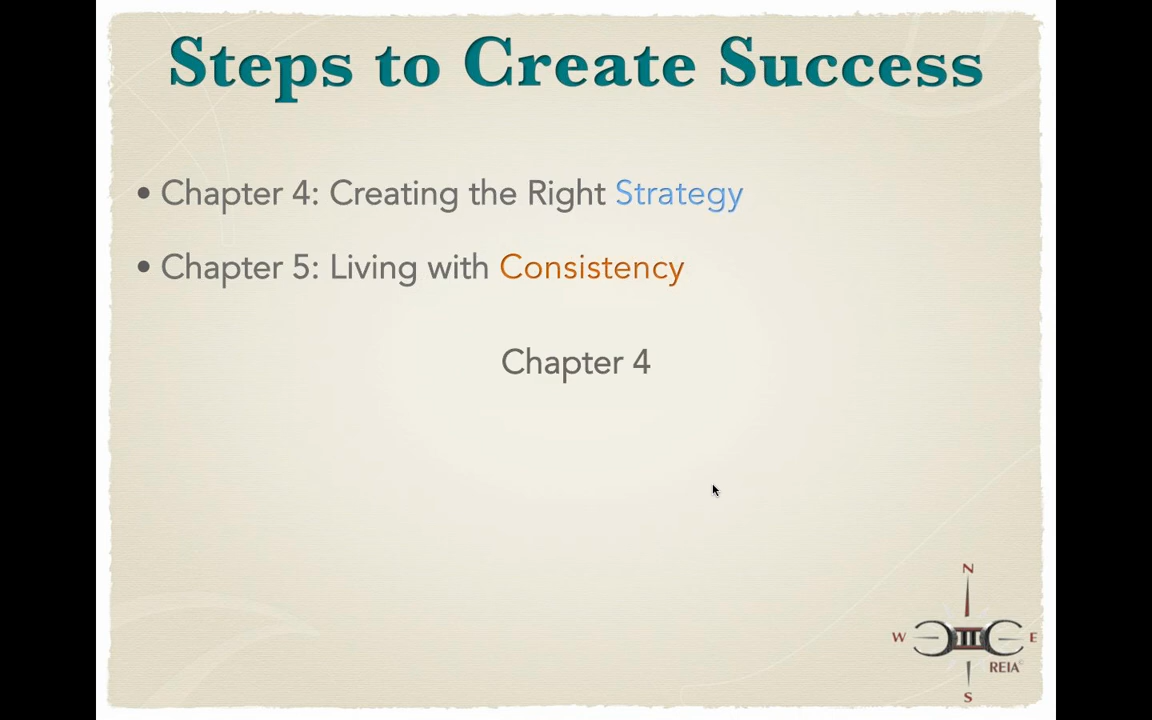 Steps to Create Success
• Chapter 4: Creating the Right Strategy
• Chapter 5: Living with Consistency
Chapter 4
N
W E
REIA©
S